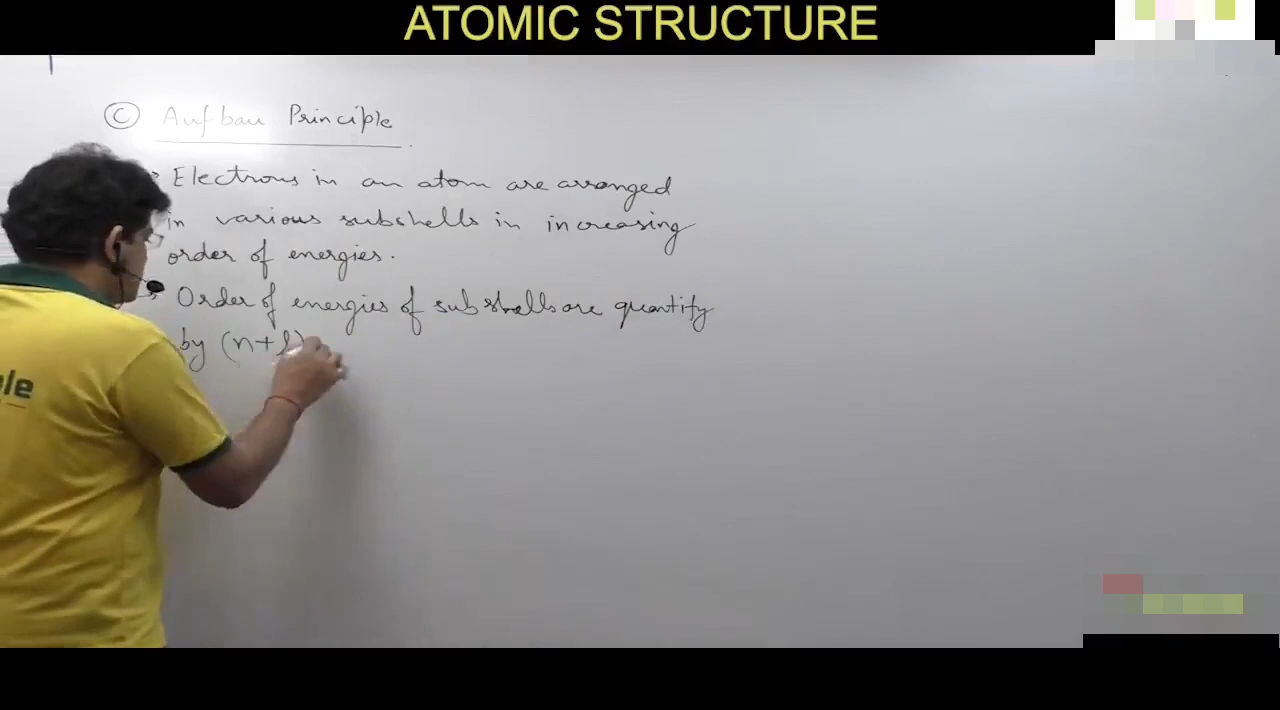 ATOMIC STRUCTURE
C Aufbau Principle
Electrons in an atom are arranged
in various subshells in increasing
order of energies.
Order of energies of subshells are quantify
by (n+l)